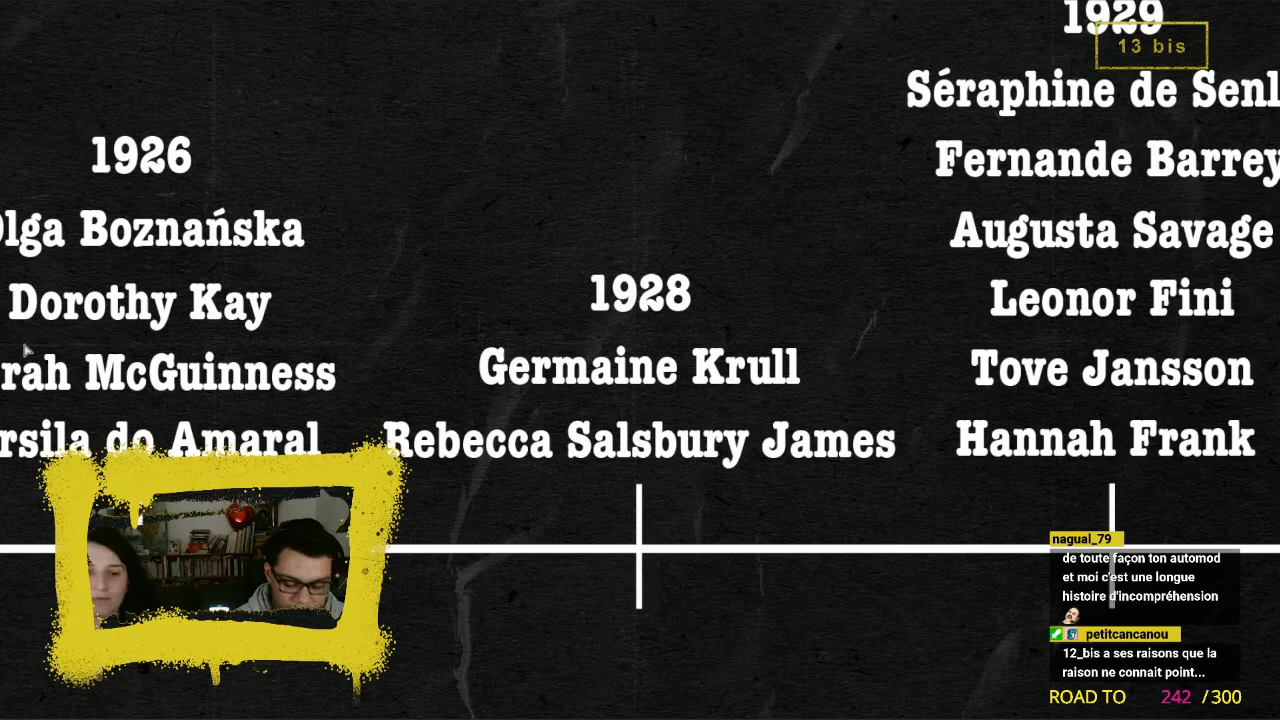 1926
Olga Boznańska
Dorothy Kay
rah McGuinness
rsila do Amaral
1928
Germaine Krull
Rebecca Salsbury James
1929
13 bis
Séraphine de Senl
Fernande Barrey
Augusta Savage
Leonor Fini
Tove Jansson
Hannah Frank
nagual_79
de toute façon ton automod
et moi c'est une longue
histoire d'incompréhension
petitcancanou
12_bis a ses raisons que la
raison ne connait point...
ROAD TO 242 / 300